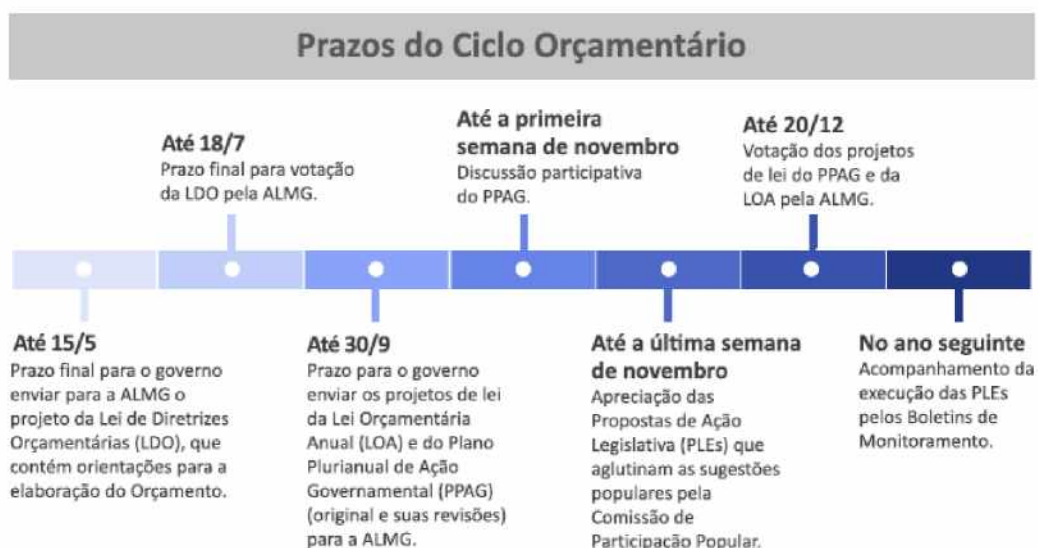 Prazos do Ciclo Orçamentário
Até 15/5
Prazo final para o governo
enviar para a ALMG o
projeto da Lei de Diretrizes
Orçamentárias (LDO), que
contém orientações para a
elaboração do Orçamento.
Até 18/7
Prazo final para votação
da LDO pela ALMG.
Até 30/9
Prazo para o governo
enviar os projetos de lei
da Lei Orçamentária
Anual (LOA) e do Plano
Plurianual de Ação
Governamental (PPAG)
(original e suas revisões)
para a ALMG.
Até a primeira
semana de novembro
Discussão participativa
do PPAG.
Até a última semana
de novembro
Apreciação das
Propostas de Ação
Legislativa (PLEs) que
aglutinam as sugestões
populares pela
Comissão de
Participação Popular.
Até 20/12
Votação dos projetos
de lei do PPAG e da
LOA pela ALMG.
No ano seguinte
Acompanhamento da
execução das PLEs
pelos Boletins de
Monitoramento.